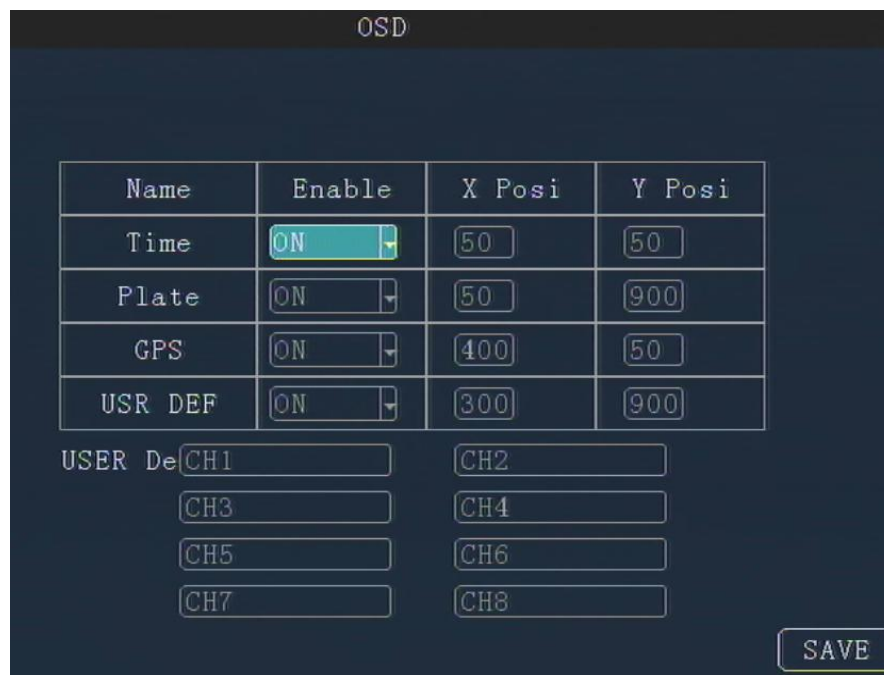 OSD
Name Enable X Posi Y Posi
Time ON 50 50
Plate ON 50 900
GPS ON 400 50
USR DEF ON 300 900
USER De CH1 CH2
CH3 CH4
CH5 CH6
CH7 CH8
SAVE